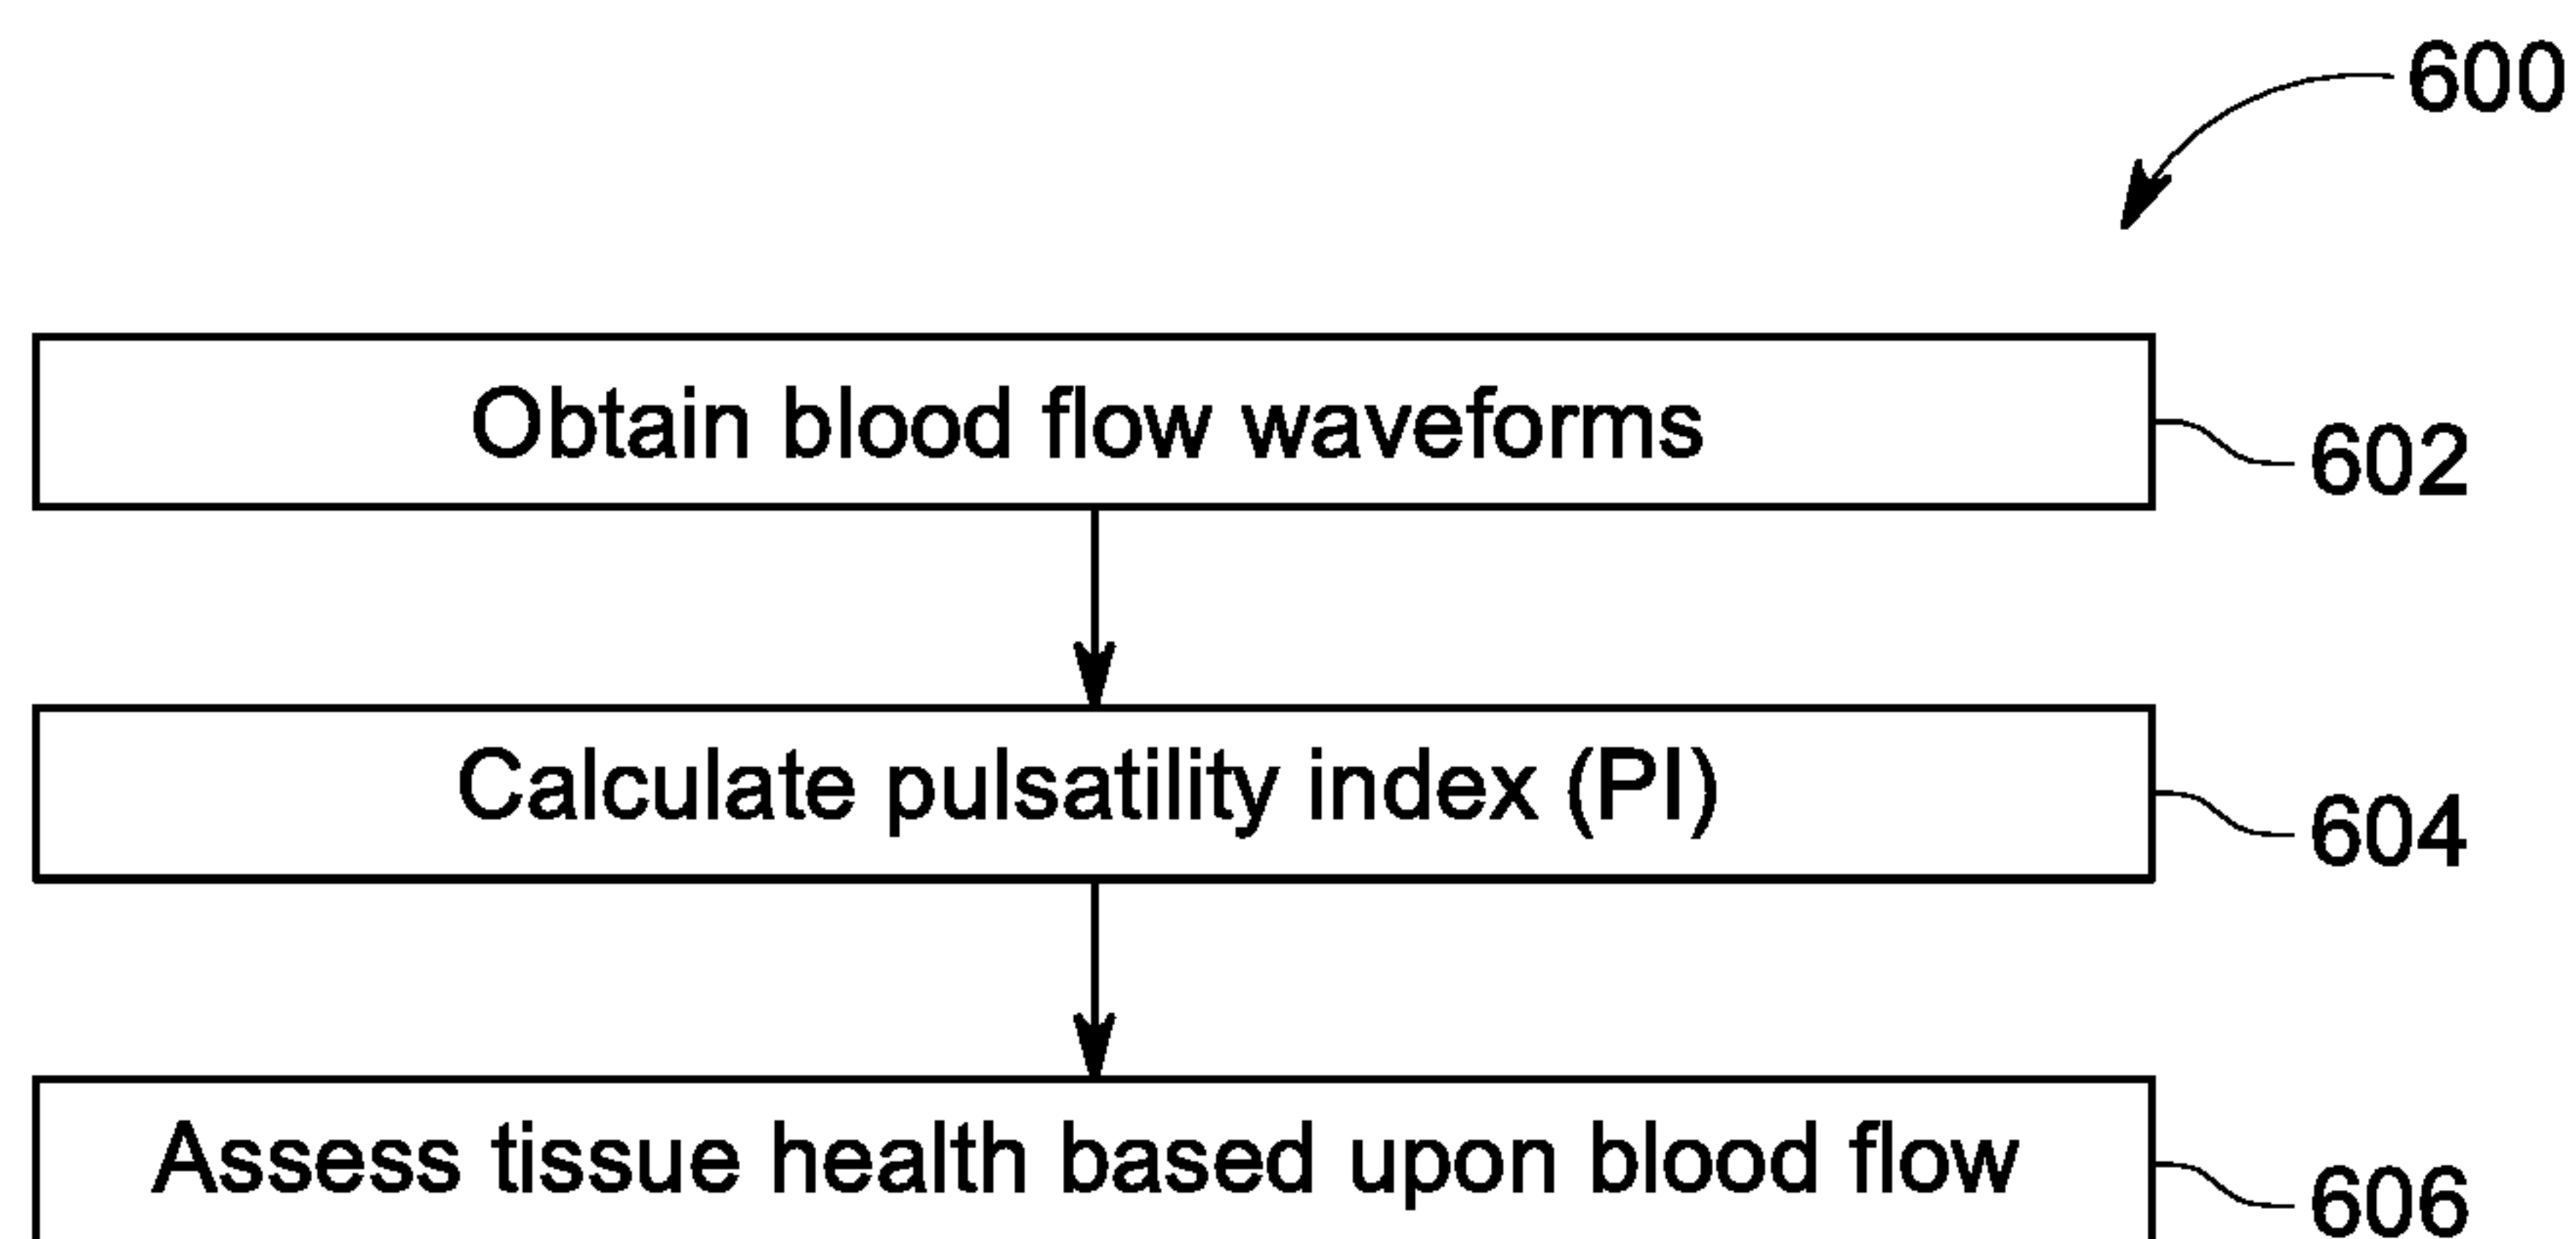 600
Obtain blood flow waveforms
602
Calculate pulsatility index (PI)
604
Assess tissue health based upon blood flow
606